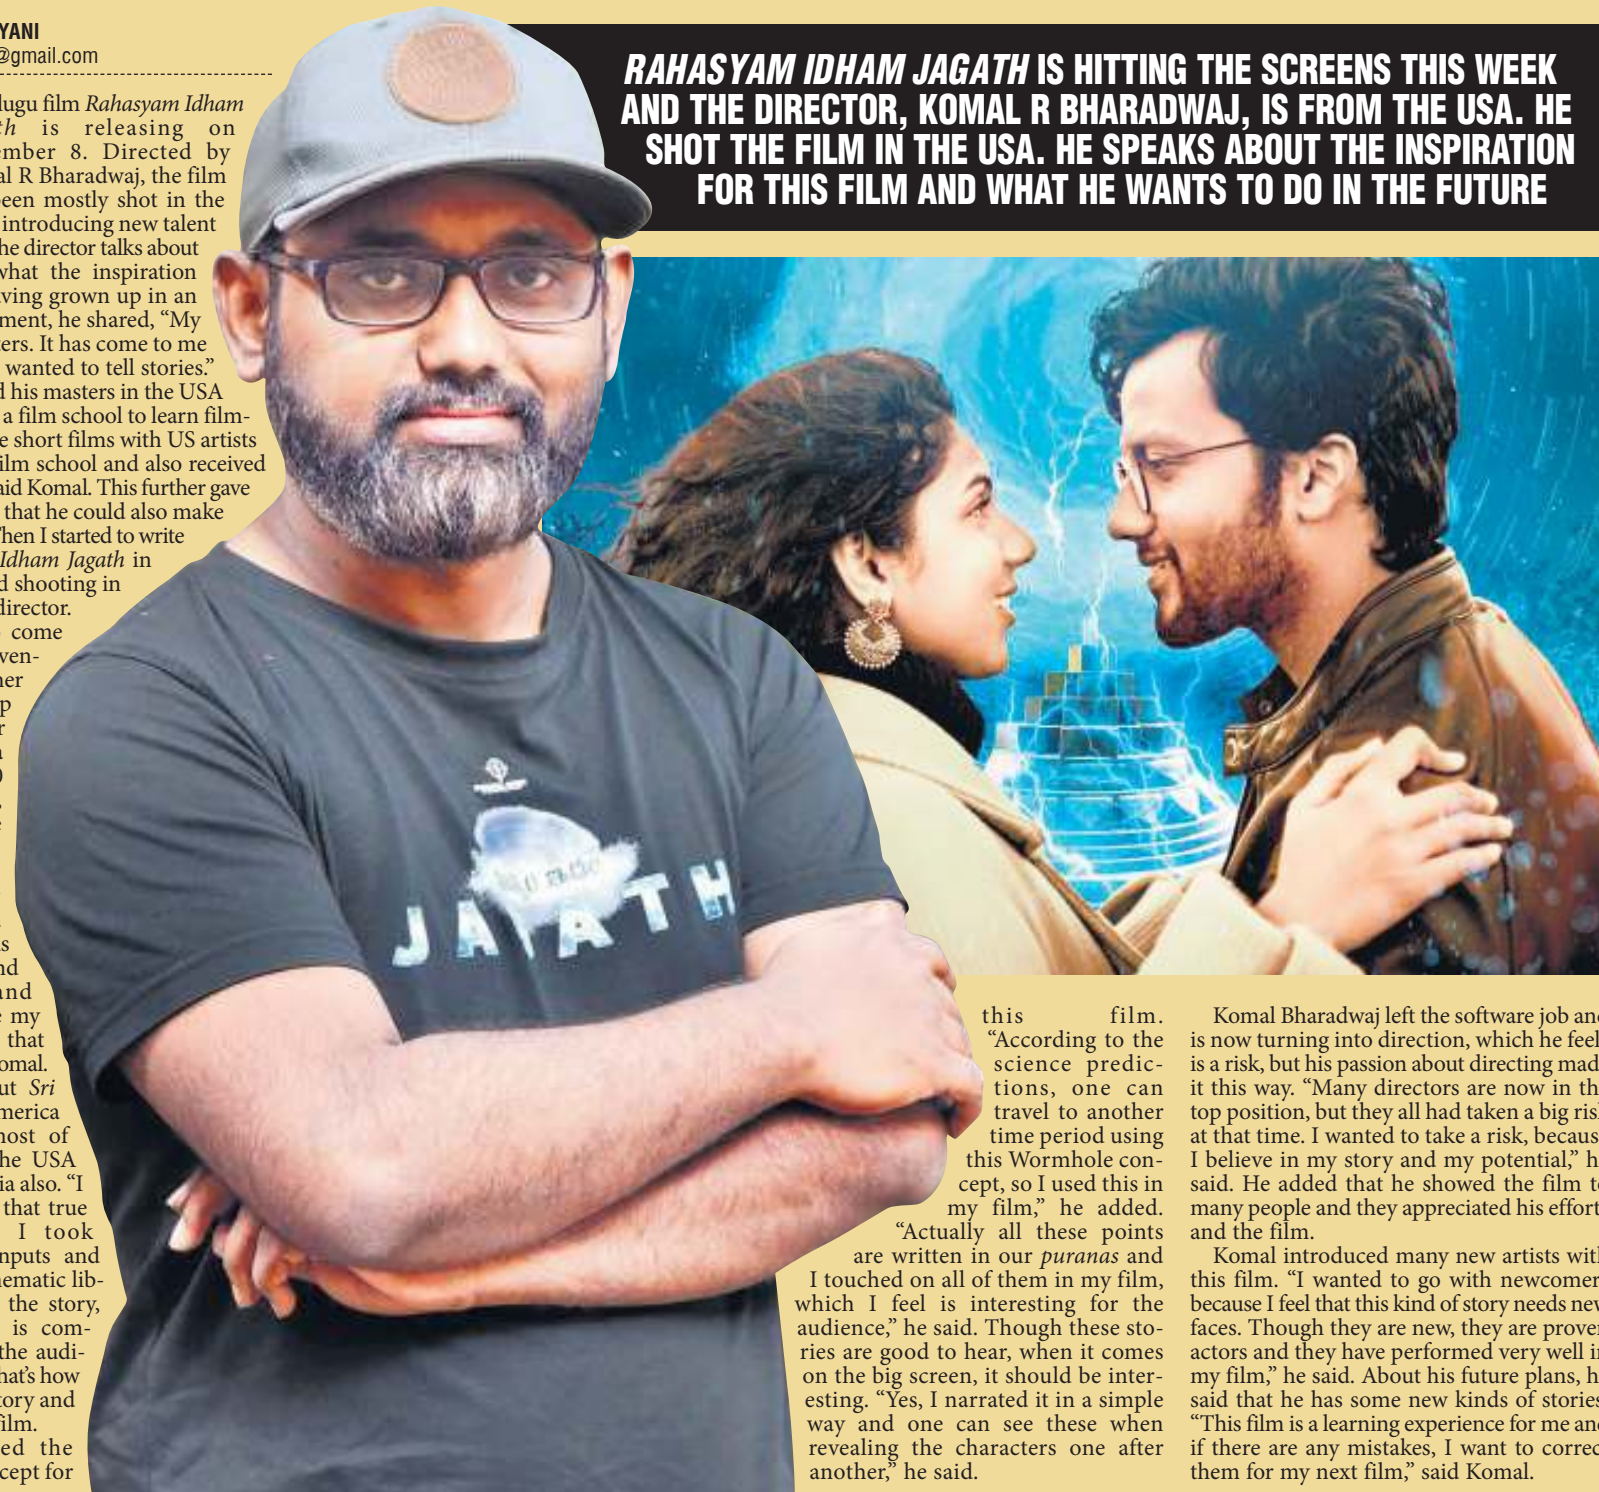 YANI
@gmail.com
RAHASYAM IDHAM JAGATH IS HITTING THE SCREENS THIS WEEK
AND THE DIRECTOR, KOMAL R BHARADWAJ, IS FROM THE USA. HE
SHOT THE FILM IN THE USA. HE SPEAKS ABOUT THE INSPIRATION
FOR THIS FILM AND WHAT HE WANTS TO DO IN THE FUTURE
lugu film Rahasyam Idham
th is releasing on
ember 8. Directed by
al R Bharadwaj, the film
been mostly shot in the
introducing new talent
he director talks about
what the inspiration
aving grown up in an
ment, he shared, “My
ters. It has come to me
wanted to tell stories.”
d his masters in the USA
a film school to learn film-
e short films with US artists
film school and also received
aid Komal. This further gave
that he could also make
Then I started to write
Idham Jagath in
d shooting in
director.
come
ven-
her
p
r
a
0
s
nd
and
e my
that
omal.
ut Sri
merica
most of
he USA
ia also. “I
that true
I took
nputs and
ematic lib-
the story,
is com-
the audi-
hat’s how
tory and
film.
ed the
cept for
JAGATH
this film.
“According to the
science predic-
tions, one can
travel to another
time period using
this Wormhole con-
cept, so I used this in
my film,” he added.
“Actually all these points
are written in our puranas and
I touched on all of them in my film,
which I feel is interesting for the
audience,” he said. Though these sto-
ries are good to hear, when it comes
on the big screen, it should be inter-
esting. “Yes, I narrated it in a simple
way and one can see these when
revealing the characters one after
another,” he said.
Komal Bharadwaj left the software job and
is now turning into direction, which he feel
is a risk, but his passion about directing mad
it this way. “Many directors are now in th
top position, but they all had taken a big ris
at that time. I wanted to take a risk, becaus
I believe in my story and my potential,” h
said. He added that he showed the film t
many people and they appreciated his effort
and the film.
Komal introduced many new artists with
this film. “I wanted to go with newcomer
because I feel that this kind of story needs new
faces. Though they are new, they are proven
actors and they have performed very well in
my film,” he said. About his future plans, h
said that he has some new kinds of stories
“This film is a learning experience for me and
if there are any mistakes, I want to correc
them for my next film,” said Komal.